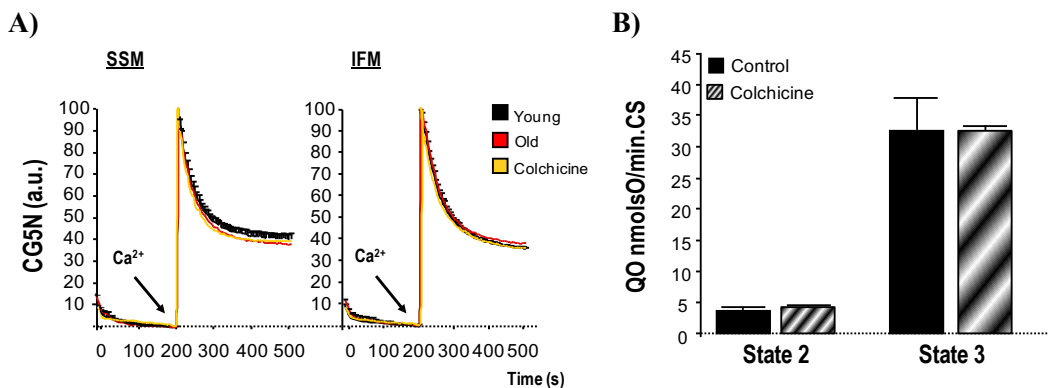 A)
SSM
IFM
100
90
80
70
60
50
40
30
20
10
CG5N (a.u.)
Ca²⁺
0 100 200 300 400 500
100
90
80
70
60
50
40
30
20
10
Ca²⁺
0 100 200 300 400 500
Young
Old
Colchicine
Time (s)
B)
45
40
35
30
25
20
15
10
5
0
QO nmolsO/min.CS
Control
Colchicine
State 2 State 3